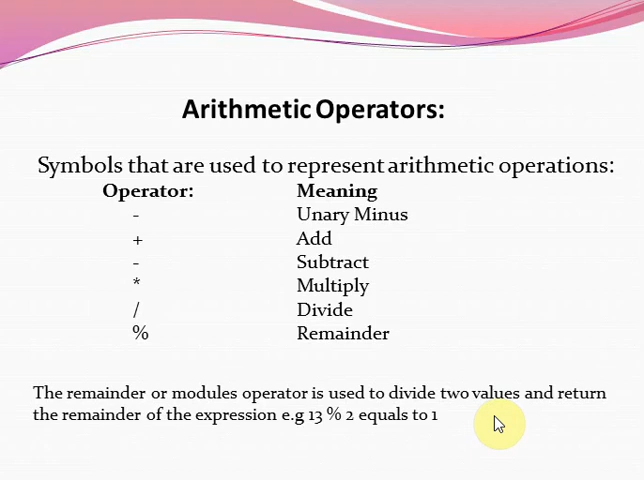 Arithmetic Operators:
Symbols that are used to represent arithmetic operations:
Operator: Meaning
- Unary Minus
+ Add
- Subtract
* Multiply
/ Divide
% Remainder
The remainder or modules operator is used to divide two values and return
the remainder of the expression e.g 13 % 2 equals to 1